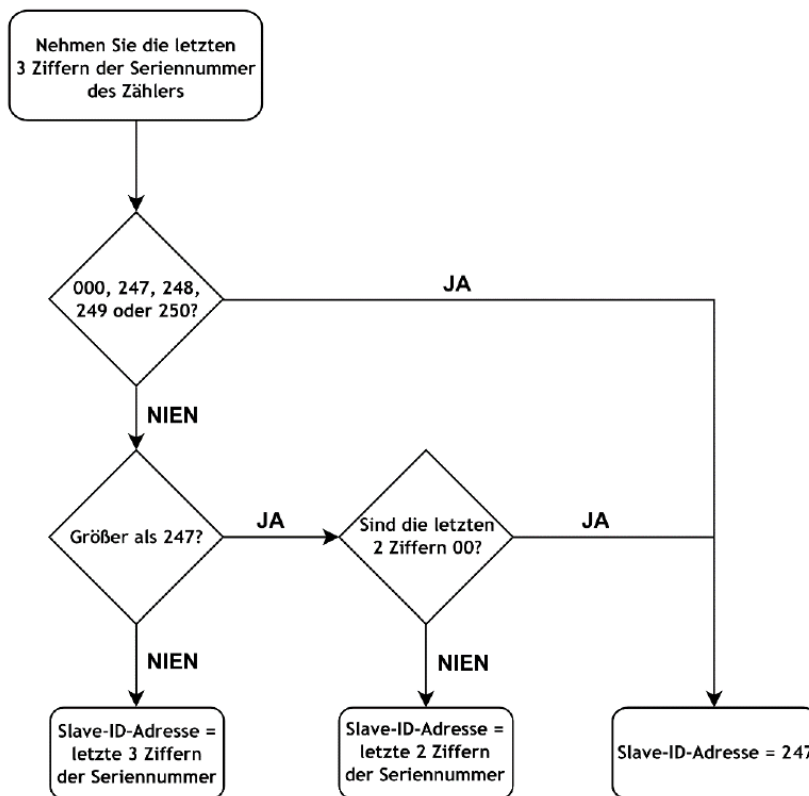 Nehmen Sie die letzten
3 Ziffern der Seriennummer
des Zählers
000, 247, 248,
249 oder 250?
JA
NIEN
Größer als 247?
JA
Sind die letzten
2 Ziffern 00?
JA
NIEN
NIEN
Slave-ID-Adresse =
letzte 3 Ziffern
der Seriennummer
Slave-ID-Adresse =
letzte 2 Ziffern
der Seriennummer
Slave-ID-Adresse = 247